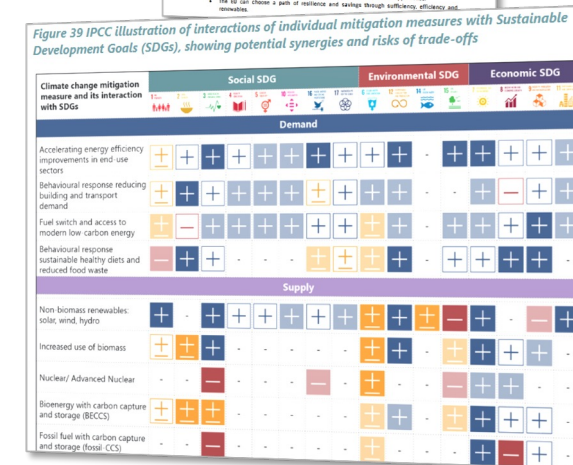 The EU can choose a path of resilience and savings through sufficiency, efficiency and
renewables.
Figure 39 IPCC illustration of interactions of individual mitigation measures with Sustainable
Development Goals (SDGs), showing potential synergies and risks of trade-offs
Climate change mitigation
measure and its interaction
with SDGs
Social SDG
Environmental SDG
Economic SDG
Demand
Accelerating energy efficiency
improvements in end-use
sectors
Behavioural response reducing
building and transport
demand
Fuel switch and access to
modern low carbon energy
Behavioural response
sustainable healthy diets and
reduced food waste
Supply
Non-biomass renewables:
solar, wind, hydro
Increased use of biomass
Nuclear/ Advanced Nuclear
Bioenergy with carbon capture
and storage (BECCS)
Fossil fuel with carbon capture
and storage (fossil-CCS)